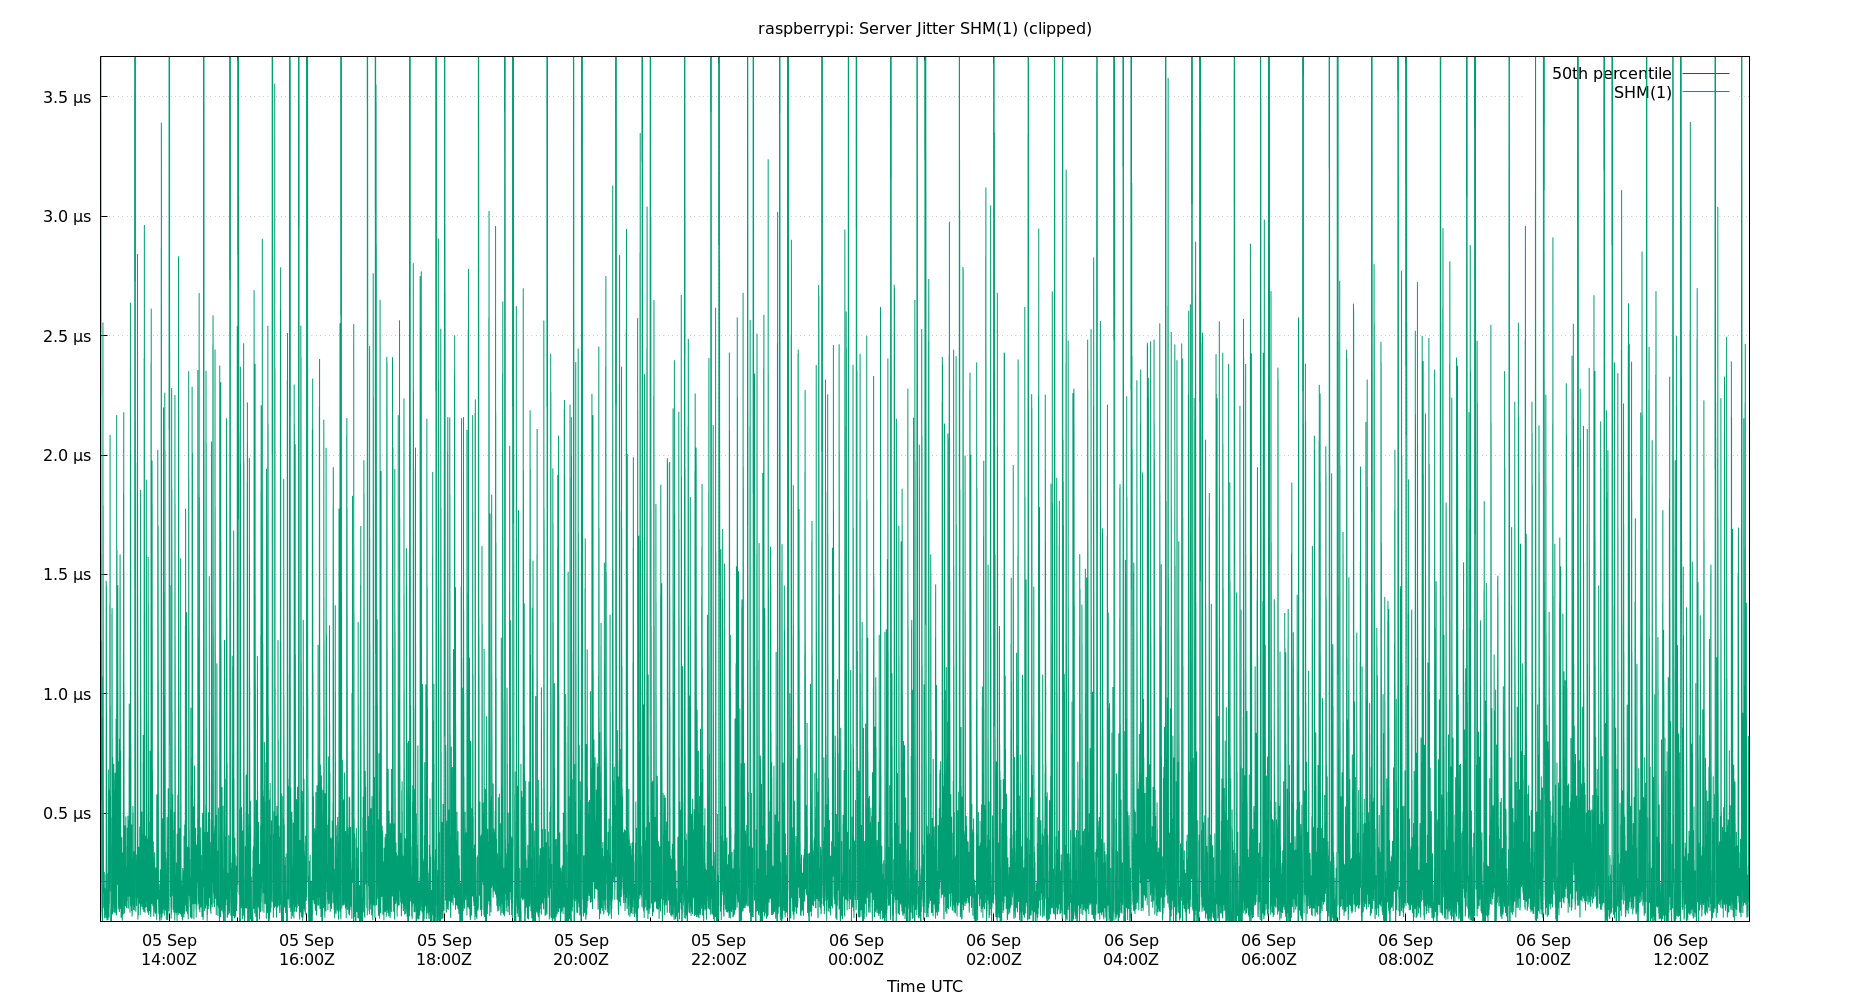 raspberrypi: Server Jitter SHM(1) (clipped)
50th percentile
SHM(1)
3.5 µs
3.0 µs
2.5 µs
2.0 µs
1.5 µs
1.0 µs
0.5 µs
05 Sep 05 Sep 05 Sep 05 Sep 05 Sep 06 Sep 06 Sep 06 Sep 06 Sep 06 Sep 06 Sep 06 Sep
14:00Z 16:00Z 18:00Z 20:00Z 22:00Z 00:00Z 02:00Z 04:00Z 06:00Z 08:00Z 10:00Z 12:00Z
Time UTC